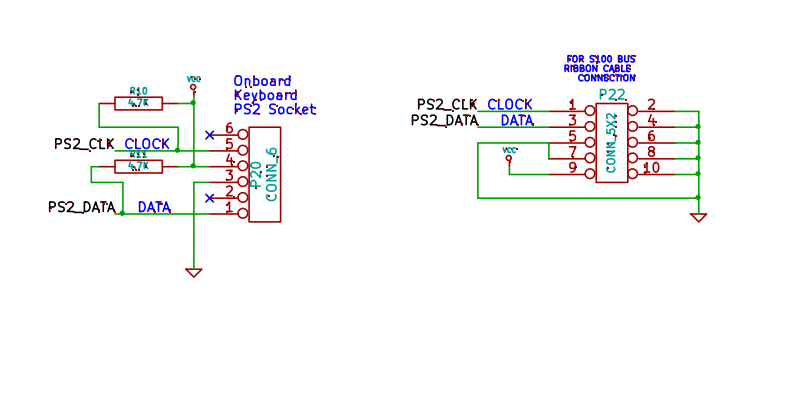 VCC
R10
4.7K
Onboard
Keyboard
PS2 Socket
PS2_CLK CLOCK
R11
4.7K
PS2_DATA DATA
6
5
4
3
2
1
P20
CONN_6
FOR S100 BUS
RIBBON CABLE
CONNECTION
P22
PS2_CLK CLOCK 1 2
PS2_DATA DATA 3 4
5 6
VCC 7 8
9 10
CONN_5X2